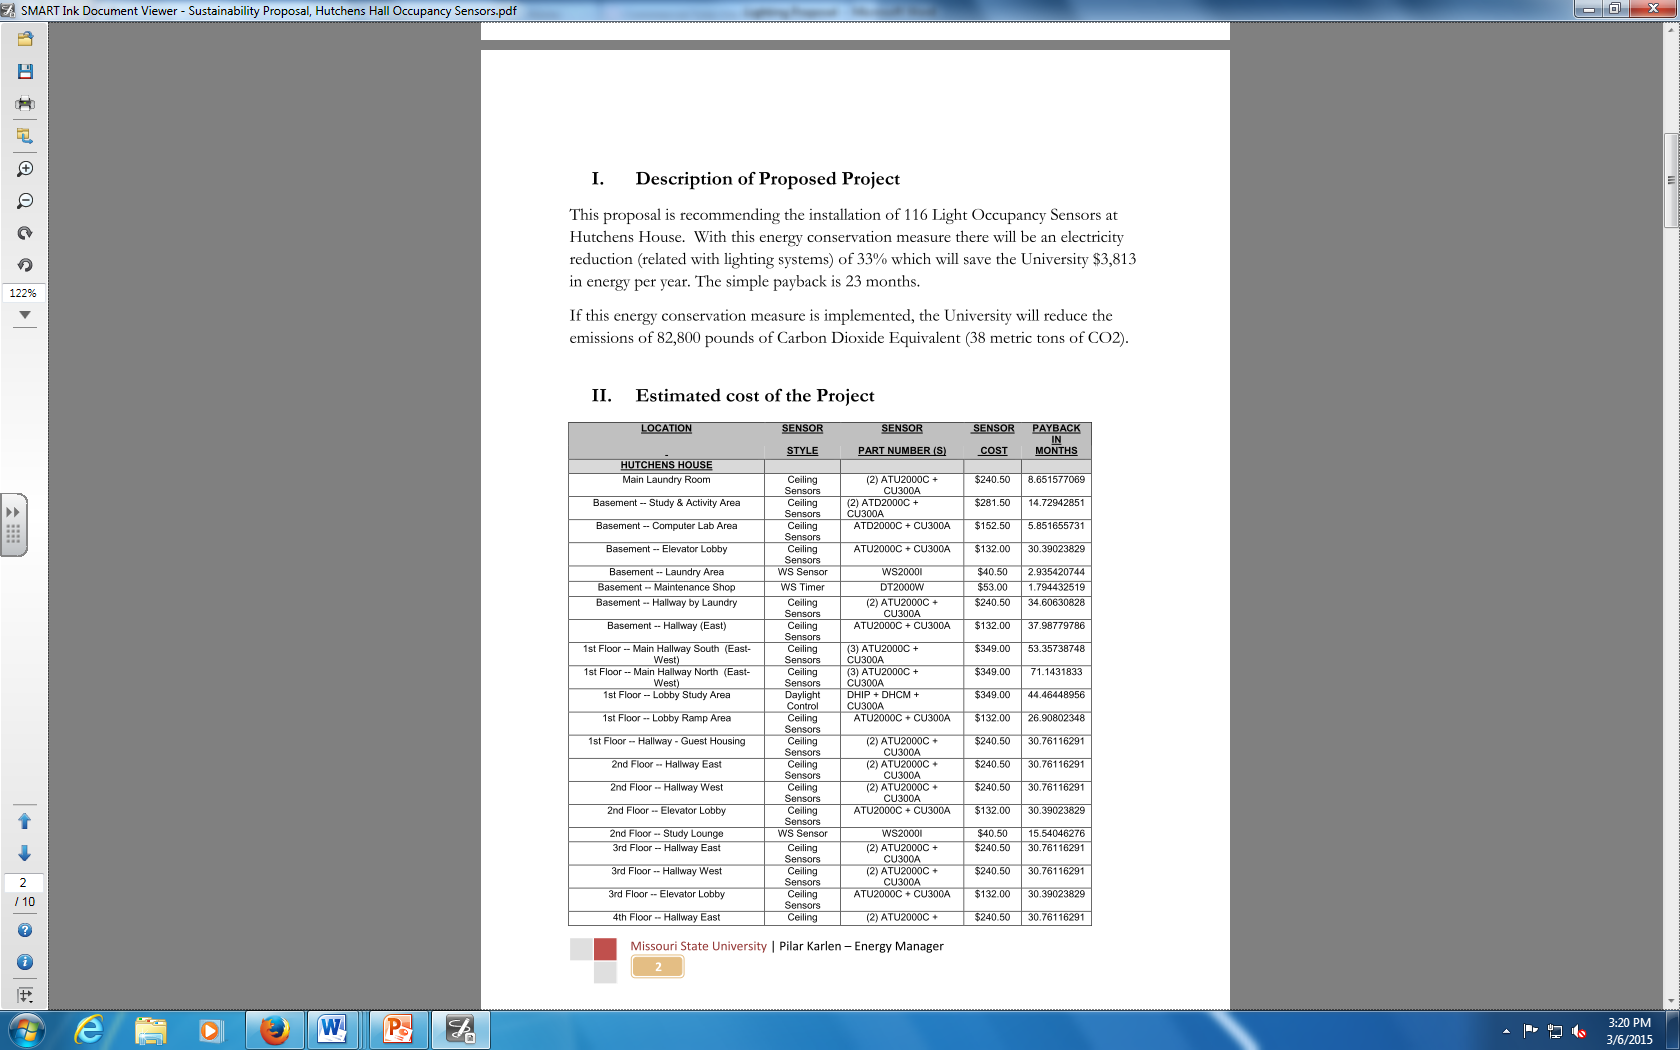 SMART Ink Document Viewer - Sustainability Proposal, Hutchens Hall Occupancy Sensors.pdf
122%
I. Description of Proposed Project
This proposal is recommending the installation of 116 Light Occupancy Sensors at
Hutchens House. With this energy conservation measure there will be an electricity
reduction (related with lighting systems) of 33% which will save the University $3,813
in energy per year. The simple payback is 23 months.
If this energy conservation measure is implemented, the University will reduce the
emissions of 82,800 pounds of Carbon Dioxide Equivalent (38 metric tons of CO2).
II. Estimated cost of the Project
LOCATION SENSOR STYLE SENSOR PART NUMBER (S) SENSOR COST PAYBACK IN MONTHS
HUTCHENS HOUSE
Main Laundry Room Ceiling Sensors (2) ATU2000C + CU300A $240.50 8.651577069
Basement -- Study & Activity Area Ceiling Sensors (2) ATD2000C + CU300A $281.50 14.72942851
Basement -- Computer Lab Area Ceiling Sensors ATD2000C + CU300A $152.50 5.851655731
Basement -- Elevator Lobby Ceiling Sensors ATU2000C + CU300A $132.00 30.39023829
Basement -- Laundry Area WS Sensor WS2000I $40.50 2.935420744
Basement -- Maintenance Shop WS Timer DT2000W $53.00 1.794432519
Basement -- Hallway by Laundry Ceiling Sensors (2) ATU2000C + CU300A $240.50 34.60630828
Basement -- Hallway (East) Ceiling Sensors ATU2000C + CU300A $132.00 37.98779786
1st Floor -- Main Hallway South (East-West) Ceiling Sensors (3) ATU2000C + CU300A $349.00 53.35738748
1st Floor -- Main Hallway North (East-West) Ceiling Sensors (3) ATU2000C + CU300A $349.00 71.1431833
1st Floor -- Lobby Study Area Daylight Control DHIP + DHCM + CU300A $349.00 44.46448956
1st Floor -- Lobby Ramp Area Ceiling Sensors ATU2000C + CU300A $132.00 26.90802348
1st Floor -- Hallway - Guest Housing Ceiling Sensors (2) ATU2000C + CU300A $240.50 30.76116291
2nd Floor -- Hallway East Ceiling Sensors (2) ATU2000C + CU300A $240.50 30.76116291
2nd Floor -- Hallway West Ceiling Sensors (2) ATU2000C + CU300A $240.50 30.76116291
2nd Floor -- Elevator Lobby Ceiling Sensors ATU2000C + CU300A $132.00 30.39023829
2nd Floor -- Study Lounge WS Sensor WS2000I $40.50 15.54046276
3rd Floor -- Hallway East Ceiling Sensors (2) ATU2000C + CU300A $240.50 30.76116291
3rd Floor -- Hallway West Ceiling Sensors (2) ATU2000C + CU300A $240.50 30.76116291
3rd Floor -- Elevator Lobby Ceiling Sensors ATU2000C + CU300A $132.00 30.39023829
4th Floor -- Hallway East Ceiling (2) ATU2000C + $240.50 30.76116291
Missouri State University | Pilar Karlen – Energy Manager
2
2
/ 10
3:20 PM
3/6/2015